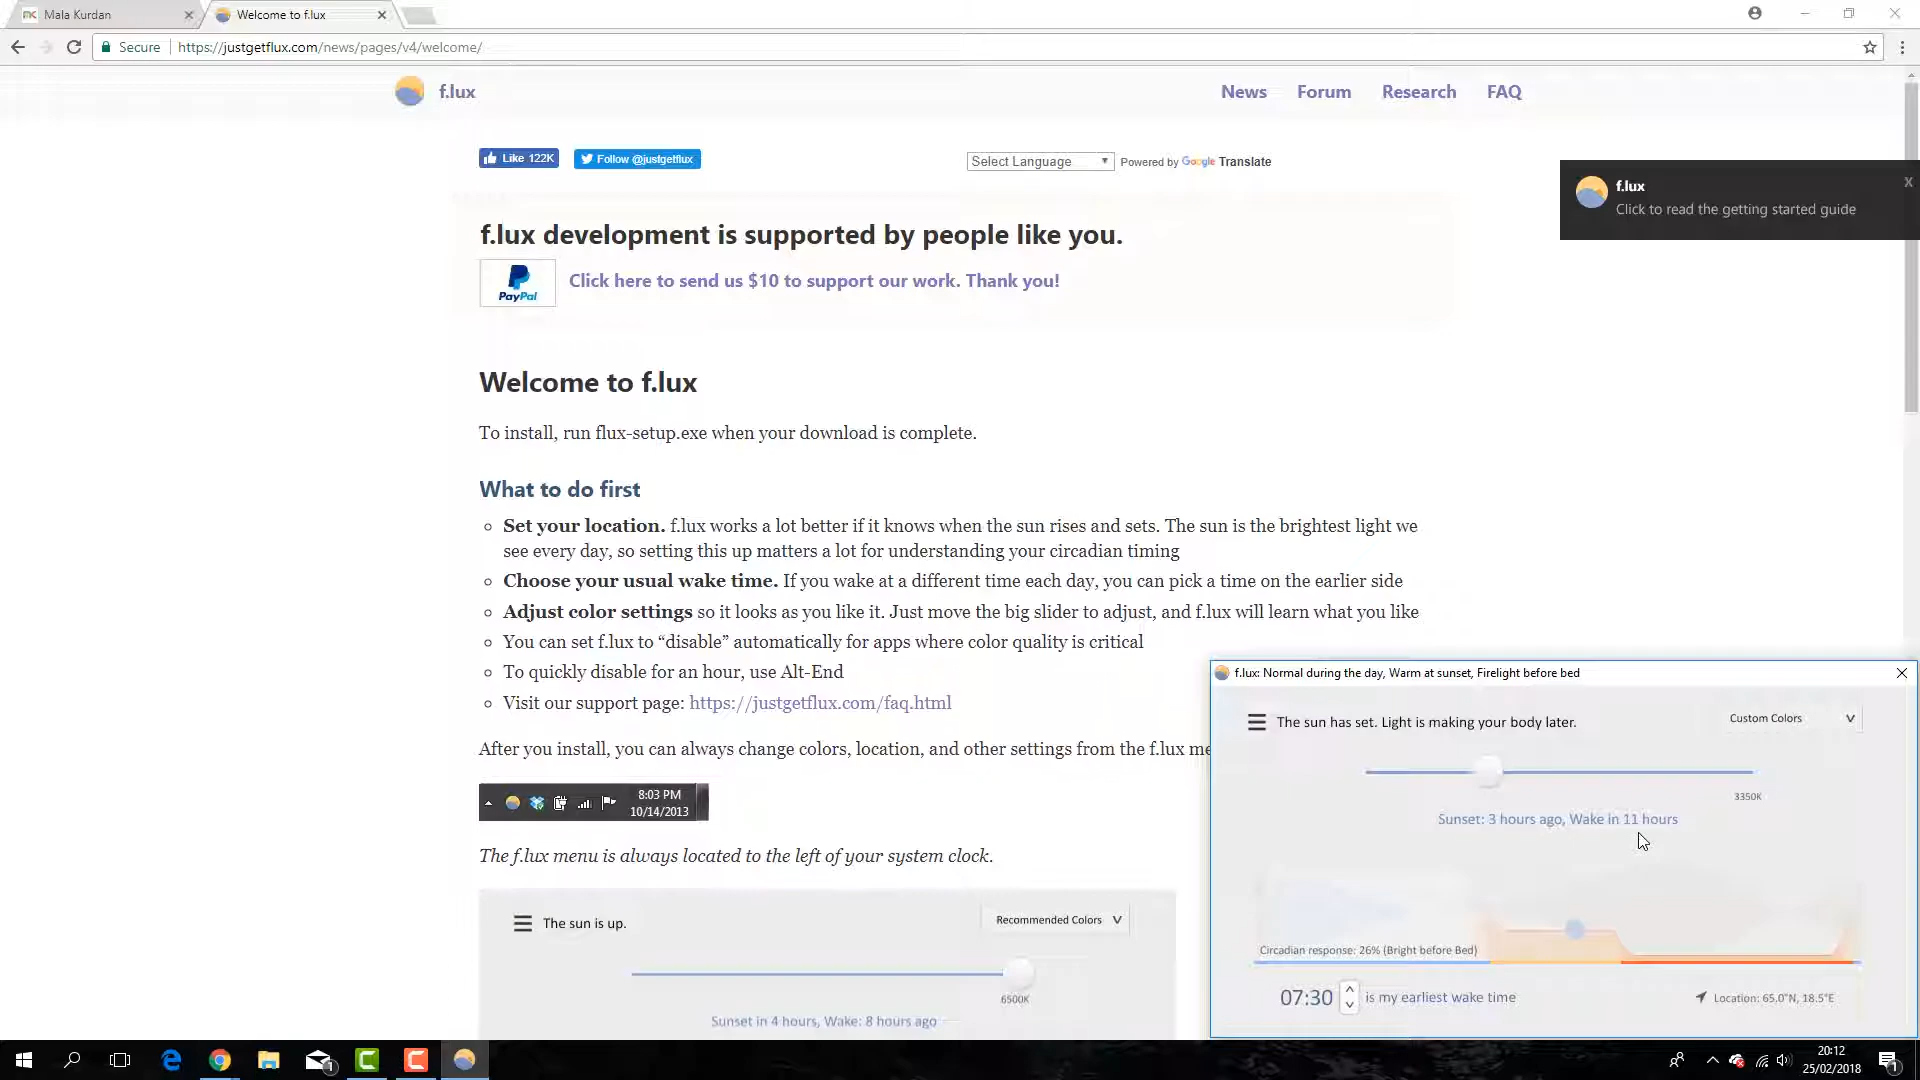 Mala Kurdan
Welcome to f.lux
Secure
https://justgetflux.com/news/pages/v4/welcome/
f.lux
News
Forum
Research
FAQ
Like 122K
Follow @justgetflux
Select Language
Powered by Google Translate
f.lux
X
Click to read the getting started guide
f.lux development is supported by people like you.
PayPal
Click here to send us $10 to support our work. Thank you!
Welcome to f.lux
To install, run flux-setup.exe when your download is complete.
What to do first
Set your location. f.lux works a lot better if it knows when the sun rises and sets. The sun is the brightest light we
see every day, so setting this up matters a lot for understanding your circadian timing
Choose your usual wake time. If you wake at a different time each day, you can pick a time on the earlier side
Adjust color settings so it looks as you like it. Just move the big slider to adjust, and f.lux will learn what you like
You can set f.lux to “disable” automatically for apps where color quality is critical
To quickly disable for an hour, use Alt-End
Visit our support page: https://justgetflux.com/faq.html
After you install, you can always change colors, location, and other settings from the f.lux me
8:03 PM
10/14/2013
The f.lux menu is always located to the left of your system clock.
The sun is up.
Recommended Colors
6500K
Sunset in 4 hours, Wake: 8 hours ago
f.lux: Normal during the day, Warm at sunset, Firelight before bed
The sun has set. Light is making your body later.
Custom Colors
3350K
Sunset: 3 hours ago, Wake in 11 hours
Circadian response: 26% (Bright before Bed)
07:30
is my earliest wake time
Location: 65.0°N, 18.5°E
1
20:12
25/02/2018
1